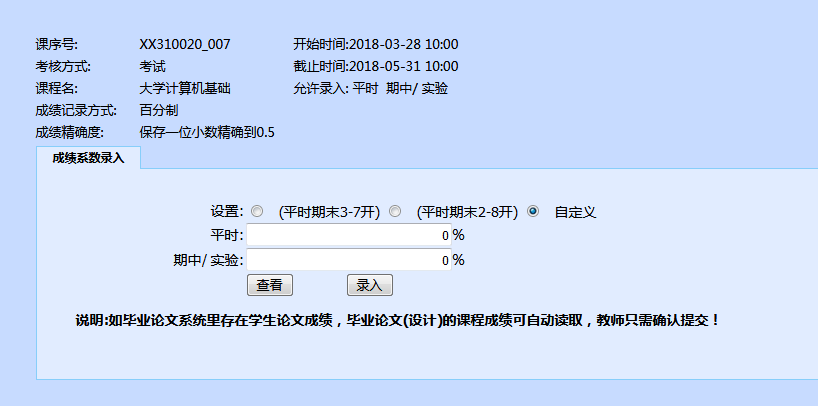 课序号: XX310020_007 开始时间:2018-03-28 10:00
考核方式: 考试 截止时间:2018-05-31 10:00
课程名: 大学计算机基础 允许录入: 平时 期中/ 实验
成绩记录方式: 百分制
成绩精确度: 保存一位小数精确到0.5
成绩系数录入
设置: (平时期末3-7开) (平时期末2-8开) 自定义
平时: 0 %
期中/ 实验: 0 %
查看 录入
说明:如毕业论文系统里存在学生论文成绩，毕业论文(设计)的课程成绩可自动读取，教师只需确认提交！